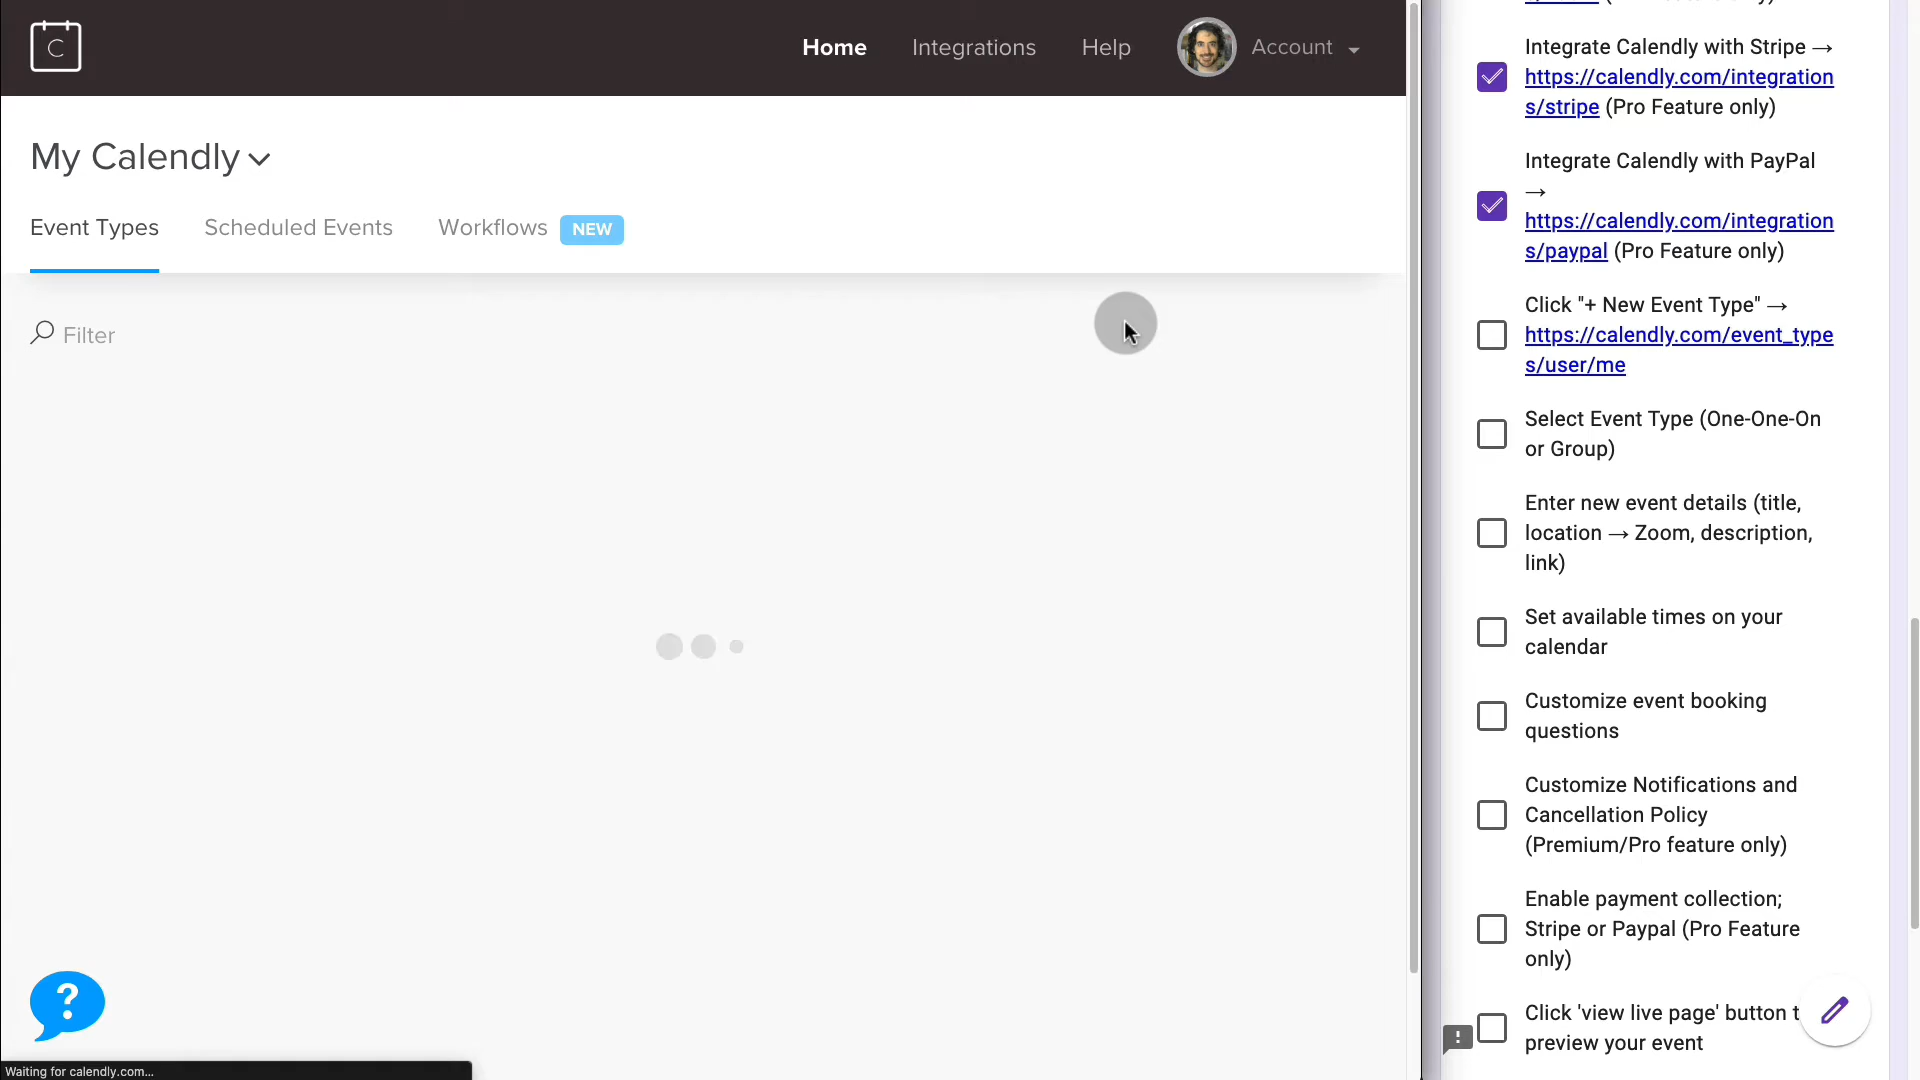 C
Home
Integrations
Help
Account
My Calendly
Event Types
Scheduled Events
Workflows
NEW
Filter
Waiting for calendly.com...
Integrate Calendly with Stripe →
https://calendly.com/integration
s/stripe (Pro Feature only)
Integrate Calendly with PayPal
→
https://calendly.com/integration
s/paypal (Pro Feature only)
Click "+ New Event Type" →
https://calendly.com/event_type
s/user/me
Select Event Type (One-One-On
or Group)
Enter new event details (title,
location → Zoom, description,
link)
Set available times on your
calendar
Customize event booking
questions
Customize Notifications and
Cancellation Policy
(Premium/Pro feature only)
Enable payment collection;
Stripe or Paypal (Pro Feature
only)
Click 'view live page' button t
preview your event